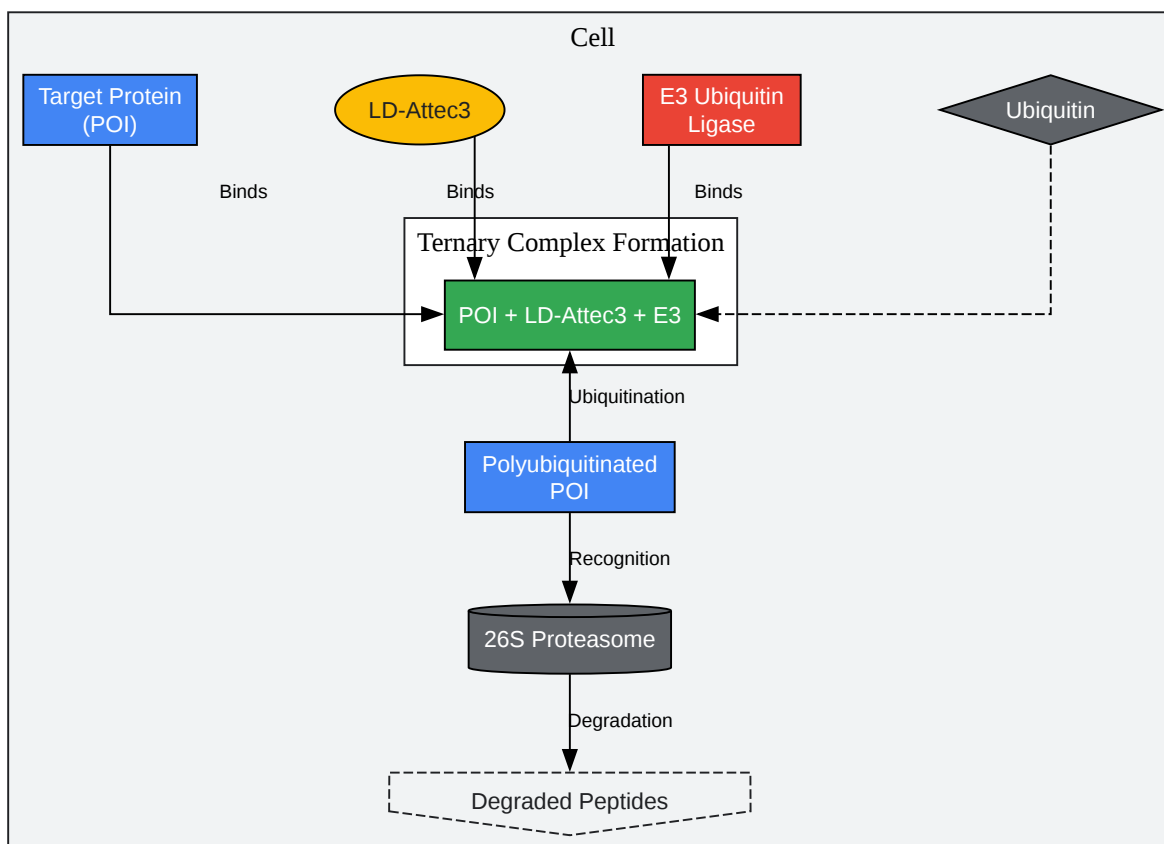 Cell
Target Protein
(POI)
LD-Attec3
E3 Ubiquitin
Ligase
Ubiquitin
Binds
Binds
Binds
Ternary Complex Formation
POI + LD-Attec3 + E3
Ubiquitination
Polyubiquitinated
POI
Recognition
26S Proteasome
Degradation
Degraded Peptides